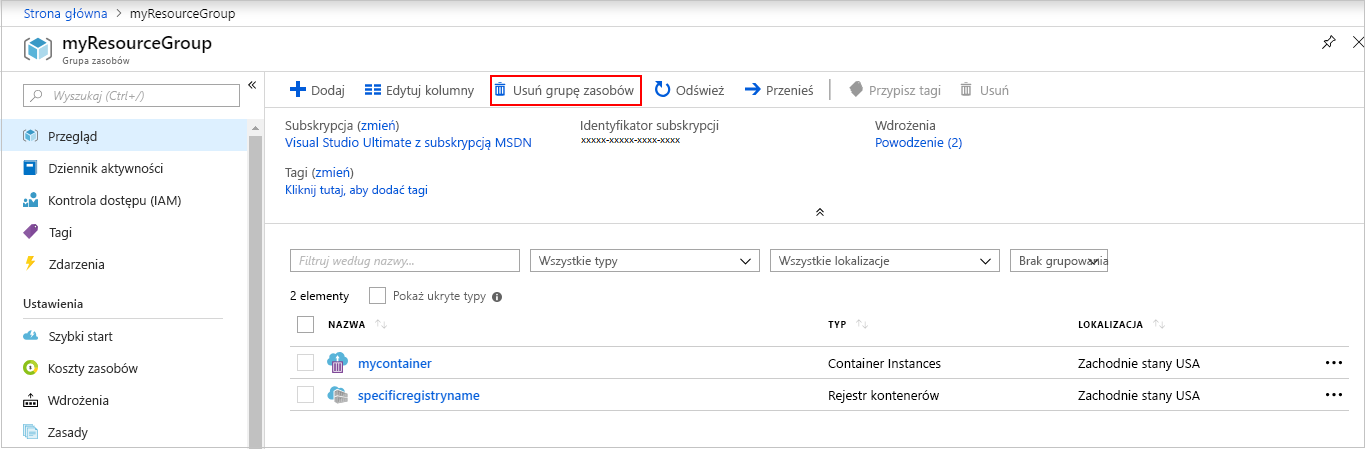 Strona główna > myResourceGroup
myResourceGroup
Grupa zasobów
Wyszukaj (Ctrl+/)
Przegląd
Dziennik aktywności
Kontrola dostępu (IAM)
Tagi
Zdarzenia
Ustawienia
Szybki start
Koszty zasobów
Wdrożenia
Zasady
Dodaj Edytuj kolumny Usuń grupę zasobów Odśwież Przenieś Przypisz tagi Usuń
Subskrypcja (zmień) Identyfikator subskrypcji Wdrożenia
Visual Studio Ultimate z subskrypcją MSDN xxxxx-xxxxx-xxxx-xxxx Powodzenie (2)
Tagi (zmień)
Kliknij tutaj, aby dodać tagi
Filtruj według nazwy... Wszystkie typy Wszystkie lokalizacje Brak grupowania
2 elementy Pokaż ukryte typy
NAZWA TYP LOKALIZACJA
mycontainer Container Instances Zachodnie stany USA
specificregistryname Rejestr kontenerów Zachodnie stany USA